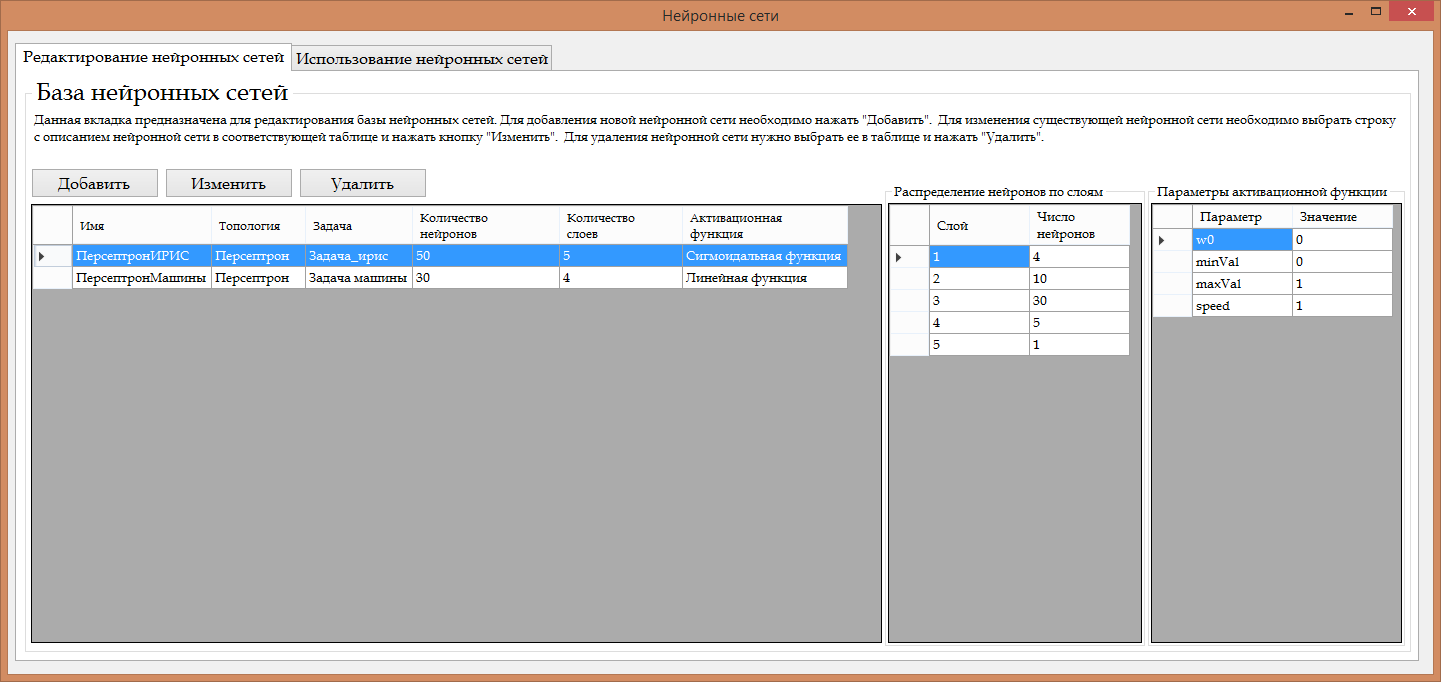 Нейронные сети
Редактирование нейронных сетей Использование нейронных сетей
База нейронных сетей
Данная вкладка предназначена для редактирования базы нейронных сетей. Для добавления новой нейронной сети необходимо нажать "Добавить". Для изменения существующей нейронной сети необходимо выбрать строку
с описанием нейронной сети в соответствующей таблице и нажать кнопку "Изменить". Для удаления нейронной сети нужно выбрать ее в таблице и нажать "Удалить".
Добавить Изменить Удалить
Имя Топология Задача Количество нейронов Количество слоев Активационная функция
ПерсептронИРИС Персептрон Задача_ирис 50 5 Сигмоидальная функция
ПерсептронМашины Персептрон Задача машины 30 4 Линейная функция
Распределение нейронов по слоям
Слой Число нейронов
1 4
2 10
3 30
4 5
5 1
Параметры активационной функции
Параметр Значение
w0 0
minVal 0
maxVal 1
speed 1